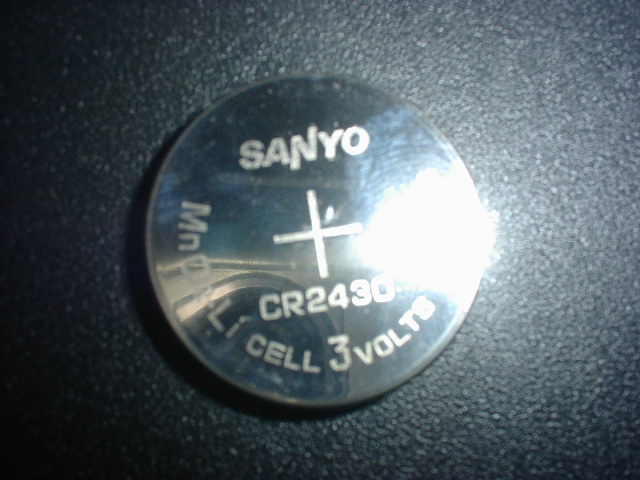 SANYO
+
CR2430
MnO₂-Li CELL 3 VOLTS